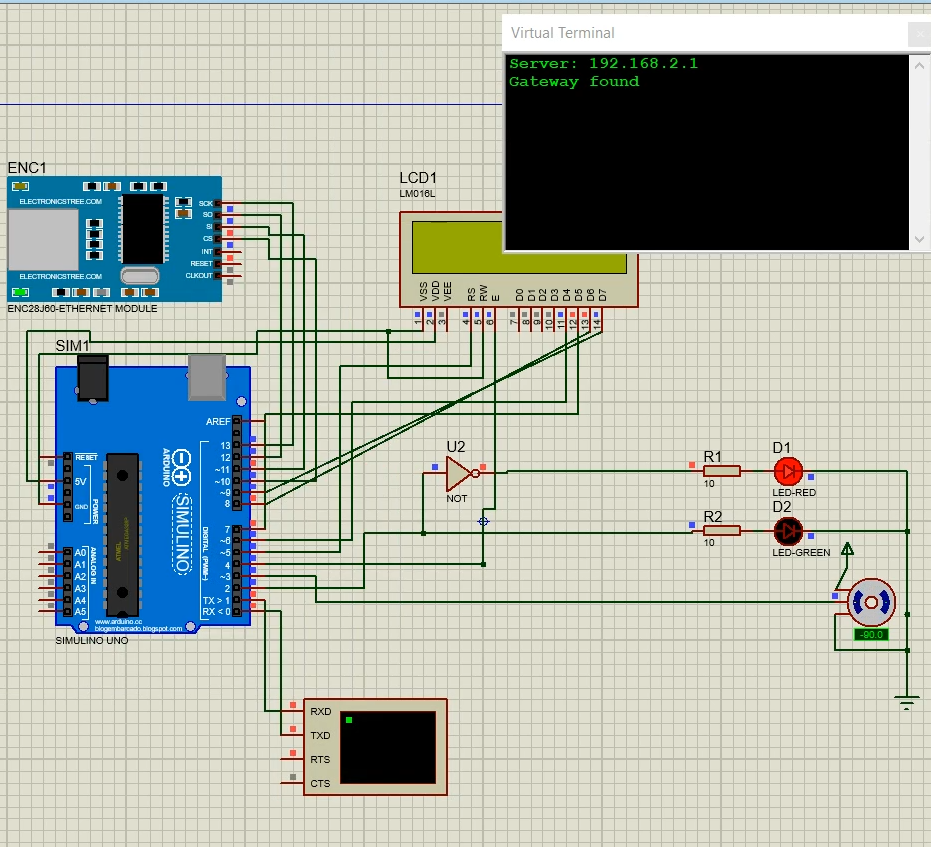 Virtual Terminal
Server: 192.168.2.1
Gateway found
ENC1
ELECTRONICSTREE.COM
ELECTRONICSTREE.COM
SCK
SO
SI
CS
INT
RESET
CLKOUT
ENC28J60-ETHERNET MODULE
LCD1
LM016L
VSS
VDD
VEE
RS
RW
E
D0
D1
D2
D3
D4
D5
D6
D7
1
2
3
4
5
6
7
8
9
10
11
12
13
14
SIM1
AREF
13
12
~11
~10
~9
8
7
~6
~5
4
~3
2
TX > 1
RX < 0
RESET
5V
GND
POWER
A0
A1
A2
A3
A4
A5
ANALOG IN
ARDUINO
SIMULINO
DIGITAL (PWM~)
ATMEL
www.arduino.cc
blogembarcado.blogspot.com
SIMULINO UNO
U2
NOT
R1
10
D1
LED-RED
R2
10
D2
LED-GREEN
-90.0
RXD
TXD
RTS
CTS